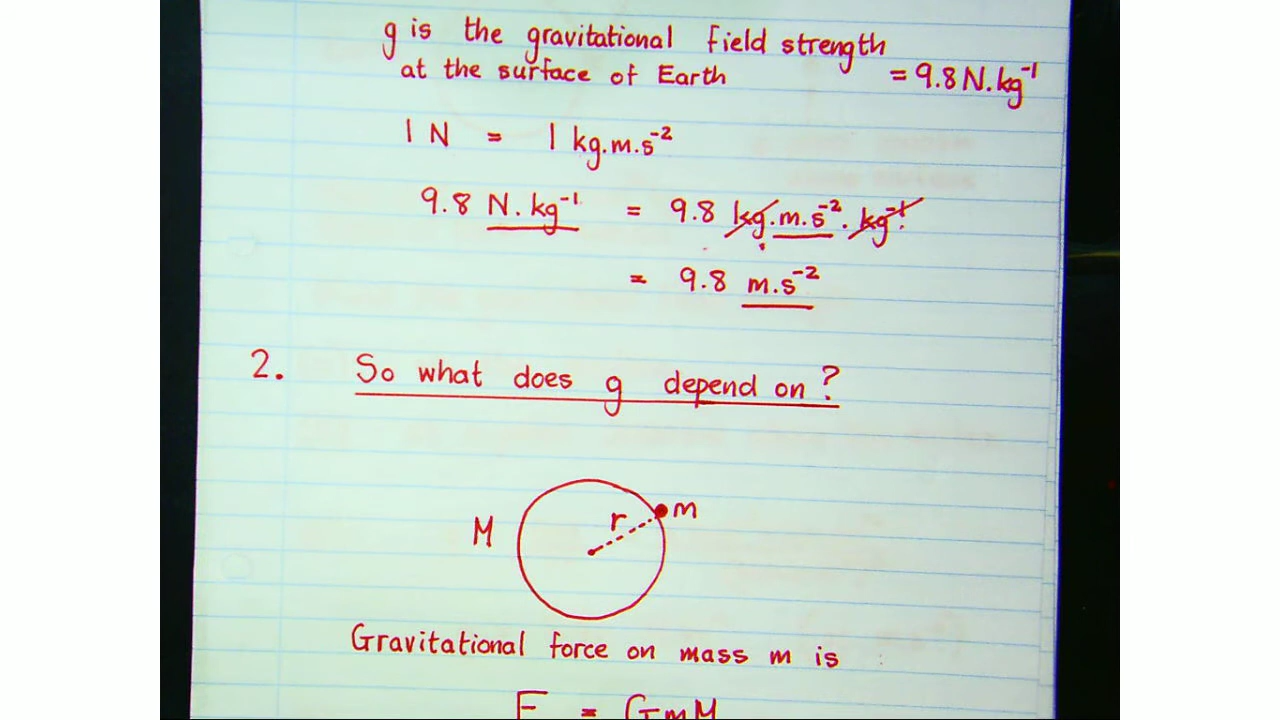 g is the gravitational field strength
at the surface of Earth = 9.8 N.kg⁻¹
1 N = 1 kg.m.s⁻²
9.8 N.kg⁻¹ = 9.8 kg.m.s⁻².kg⁻¹
= 9.8 m.s⁻²
2. So what does g depend on?
M r m
Gravitational force on mass m is
F = GmM